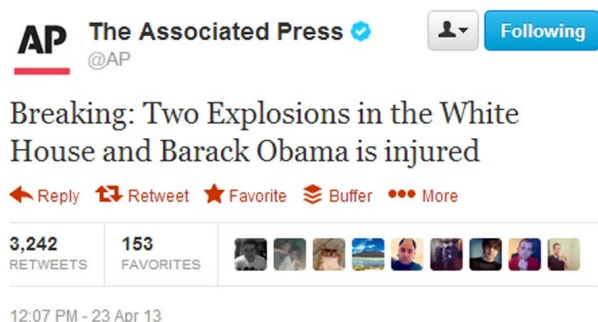 AP The Associated Press
@AP
Following
Breaking: Two Explosions in the White
House and Barack Obama is injured
Reply Retweet Favorite Buffer More
3,242 153
RETWEETS FAVORITES
12:07 PM - 23 Apr 13